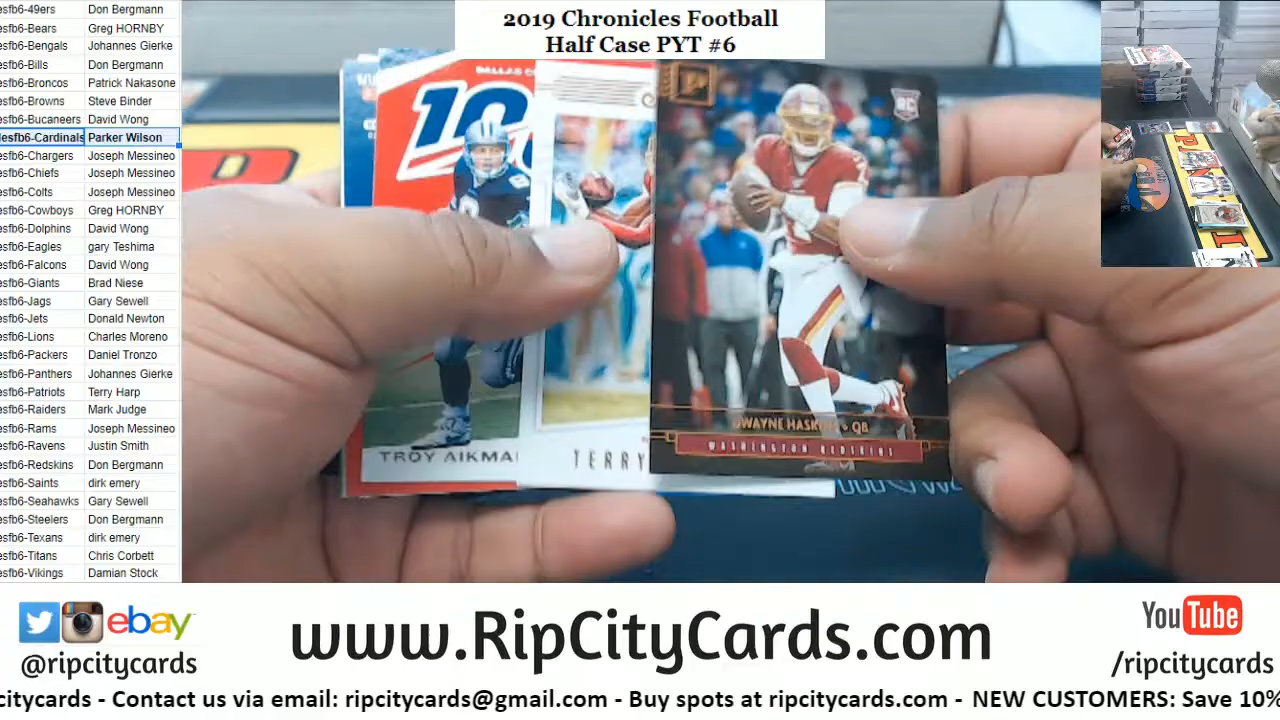 2019 Chronicles Football
Half Case PYT #6
esfb6-49ers Don Bergmann
esfb6-Bears Greg HORNBY
esfb6-Bengals Johannes Gierke
esfb6-Bills Don Bergmann
esfb6-Broncos Patrick Nakasone
esfb6-Browns Steve Binder
esfb6-Bucaneers David Wong
esfb6-Cardinals Parker Wilson
esfb6-Chargers Joseph Messineo
esfb6-Chiefs Joseph Messineo
esfb6-Colts Joseph Messineo
esfb6-Cowboys Greg HORNBY
esfb6-Dolphins David Wong
esfb6-Eagles gary Teshima
esfb6-Falcons David Wong
esfb6-Giants Brad Niese
esfb6-Jags Gary Sewell
esfb6-Jets Donald Newton
esfb6-Lions Charles Moreno
esfb6-Packers Daniel Tronzo
esfb6-Panthers Johannes Gierke
esfb6-Patriots Terry Harp
esfb6-Raiders Mark Judge
esfb6-Rams Joseph Messineo
esfb6-Ravens Justin Smith
esfb6-Redskins Don Bergmann
esfb6-Saints dirk emery
esfb6-Seahawks Gary Sewell
esfb6-Steelers Don Bergmann
esfb6-Texans dirk emery
esfb6-Titans Chris Corbett
esfb6-Vikings Damian Stock
DALLAS C
10
TROY AIKMA
TERRY
RC
DWAYNE HASKINS • QB
WASHINGTON REDSKINS
ebay
@ripcitycards
www.RipCityCards.com
YouTube
/ripcitycards
citycards - Contact us via email: ripcitycards@gmail.com - Buy spots at ripcitycards.com - NEW CUSTOMERS: Save 10%